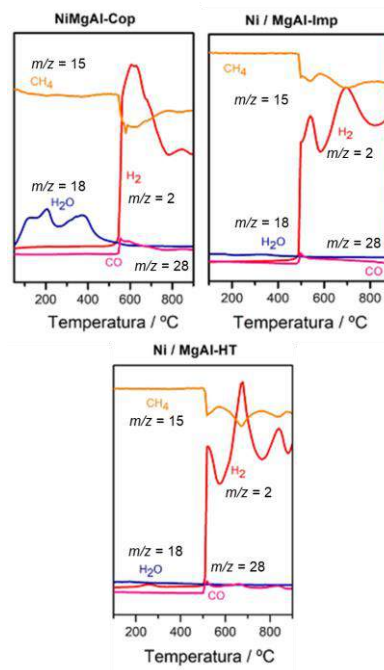 NiMgAl-Cop
m/z = 15
CH4
m/z = 18
H2O
H2
m/z = 2
CO
m/z = 28
200 400 600 800
Temperatura / ºC
Ni / MgAl-Imp
CH4
m/z = 15
H2
m/z = 2
m/z = 18
H2O
m/z = 28
CO
200 400 600 800
Temperatura / ºC
Ni / MgAl-HT
CH4
m/z = 15
H2
m/z = 2
m/z = 18
H2O
m/z = 28
CO
200 400 600 800
Temperatura / ºC